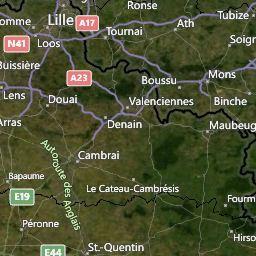 Ronse
Lille
A17
Ath
Tubize
omme
N41
Loos
Tournai
Soign
Buissière
A23
Boussu
Mons
Lens
Douai
Valenciennes
Binche
Arras
Denain
Maubeug
Cambrai
Autoroute des Anglais
Bapaume
Le Cateau-Cambrésis
E19
Fourm
Péronne
Hirso
E44
St.-Quentin